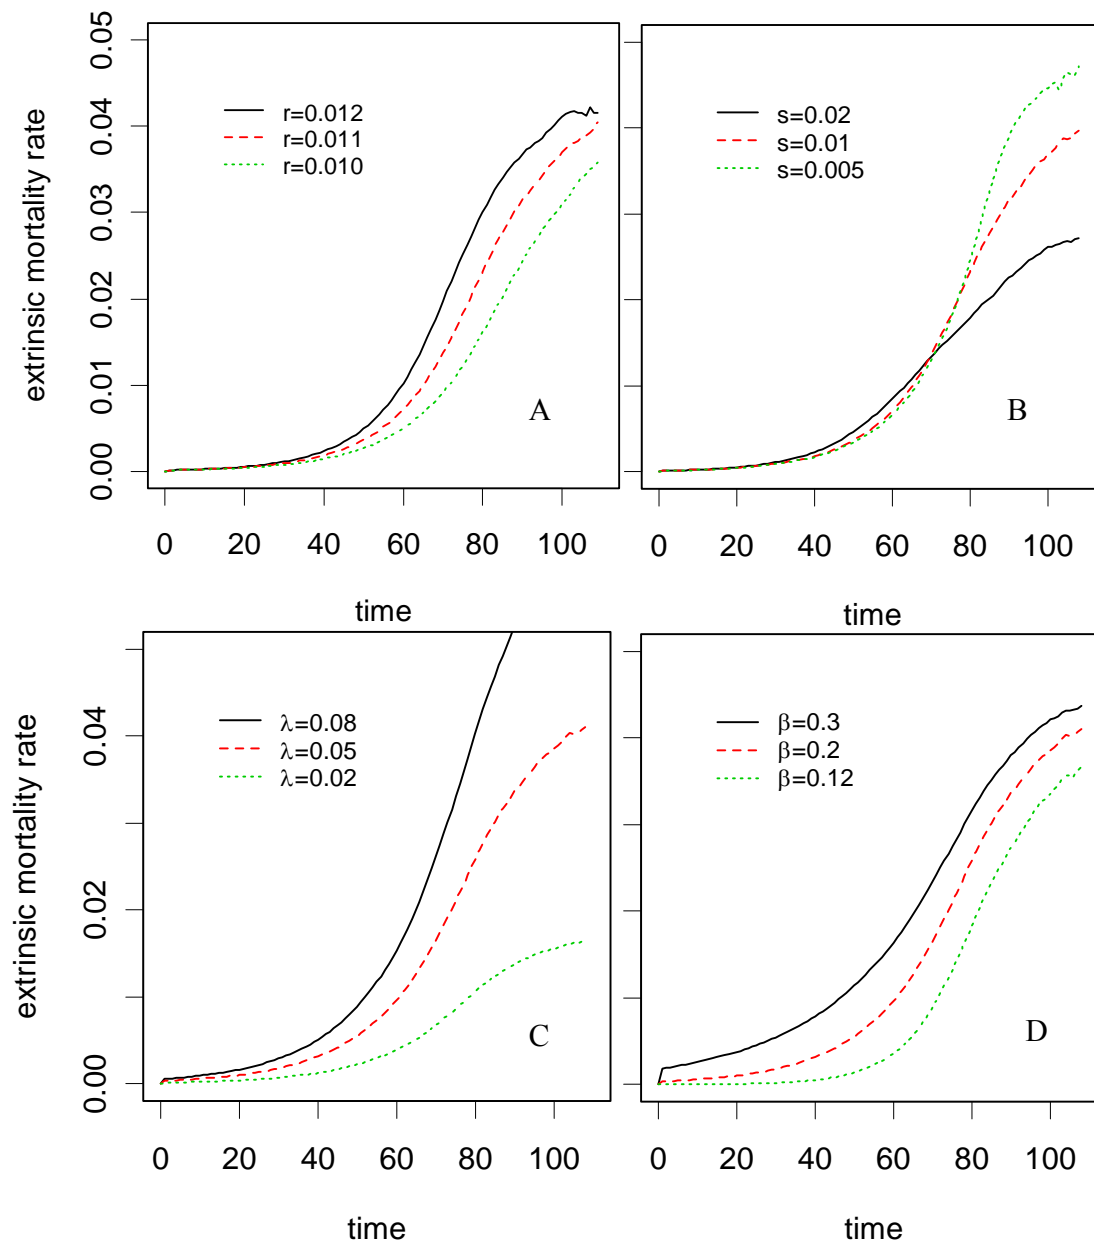 extrinsic mortality rate
0.05
0.04
0.03
0.02
0.01
0.00
r=0.012
r=0.011
r=0.010
A
0 20 40 60 80 100
time
s=0.02
s=0.01
s=0.005
B
0 20 40 60 80 100
time
extrinsic mortality rate
0.04
0.02
0.00
λ=0.08
λ=0.05
λ=0.02
C
0 20 40 60 80 100
time
β=0.3
β=0.2
β=0.12
D
0 20 40 60 80 100
time